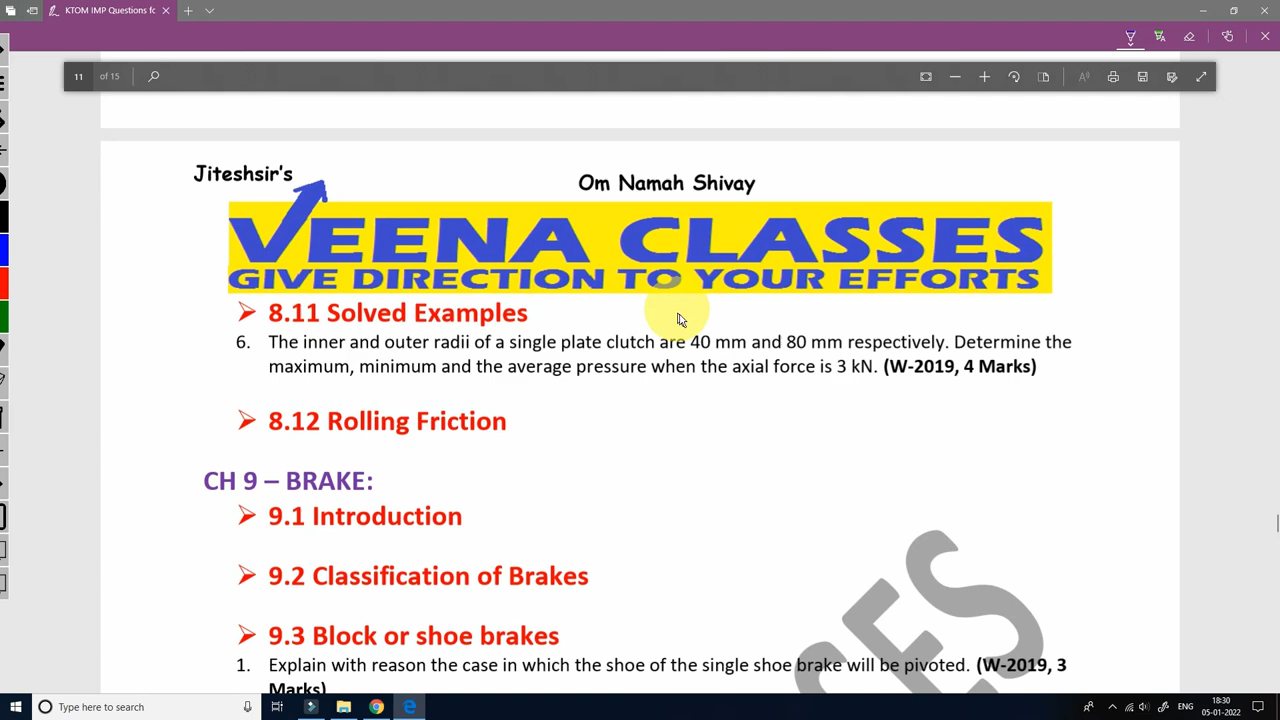 KTOM IMP Questions fo
11 of 15
Jiteshsir's
Om Namah Shivay
VEENA CLASSES
GIVE DIRECTION TO YOUR EFFORTS
8.11 Solved Examples
6. The inner and outer radii of a single plate clutch are 40 mm and 80 mm respectively. Determine the
maximum, minimum and the average pressure when the axial force is 3 kN. (W-2019, 4 Marks)
8.12 Rolling Friction
CH 9 – BRAKE:
9.1 Introduction
9.2 Classification of Brakes
9.3 Block or shoe brakes
1. Explain with reason the case in which the shoe of the single shoe brake will be pivoted. (W-2019, 3
Marks)
CES
Type here to search
ENG
18:30
05-01-2022